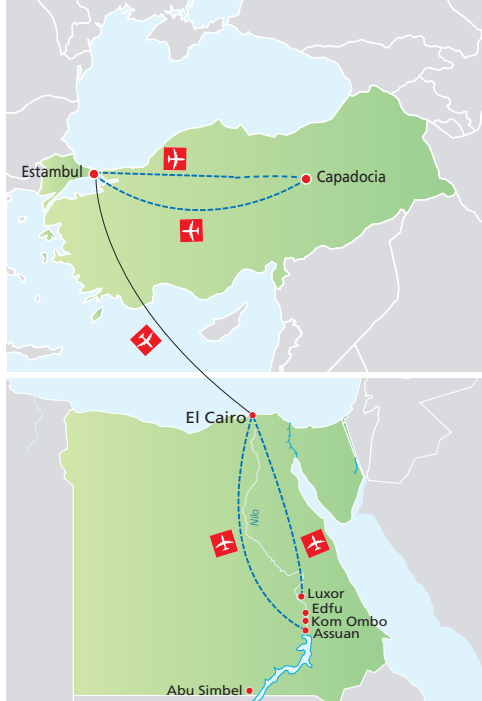 Estambul
Capadocia
El Cairo
Nilo
Luxor
Edfu
Kom Ombo
Assuan
Abu Simbel